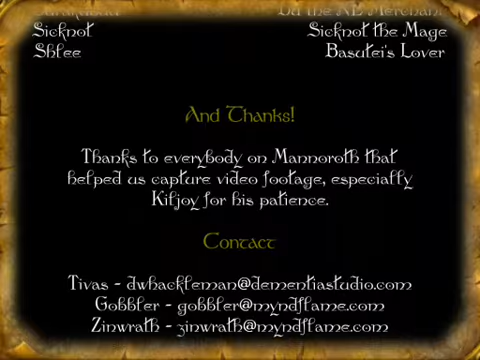 Sicknot Sicknot the Mage
Shlee Basutei's Lover
And Thanks!
Thanks to everybody on Mannoroth that
helped us capture video footage, especially
Kiljoy for his patience.
Contact
Tivas - dwhackleman@dementiastudio.com
Gobbler - gobbler@myndflame.com
Zinwrath - zinwrath@myndflame.com